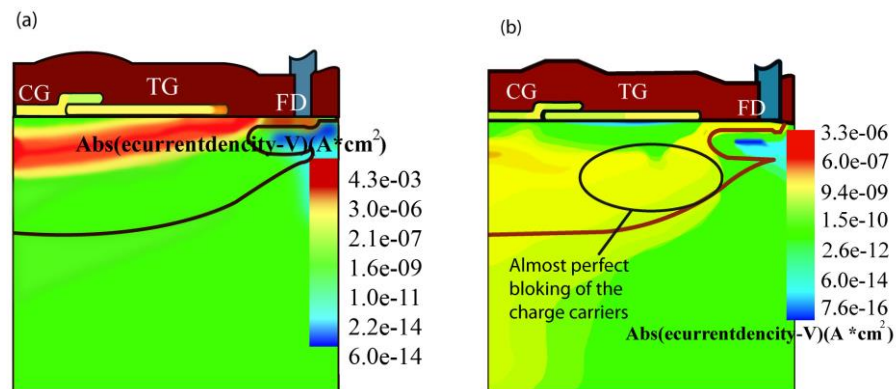 (a)
CG
TG
FD
Abs(ecurrentdencity-V)(A*cm2)
4.3e-03
3.0e-06
2.1e-07
1.6e-09
1.0e-11
2.2e-14
6.0e-14
(b)
CG
TG
FD
3.3e-06
6.0e-07
9.4e-09
1.5e-10
2.6e-12
6.0e-14
7.6e-16
Almost perfect
bloking of the
charge carriers
Abs(ecurrentdencity-V)(A *cm2)